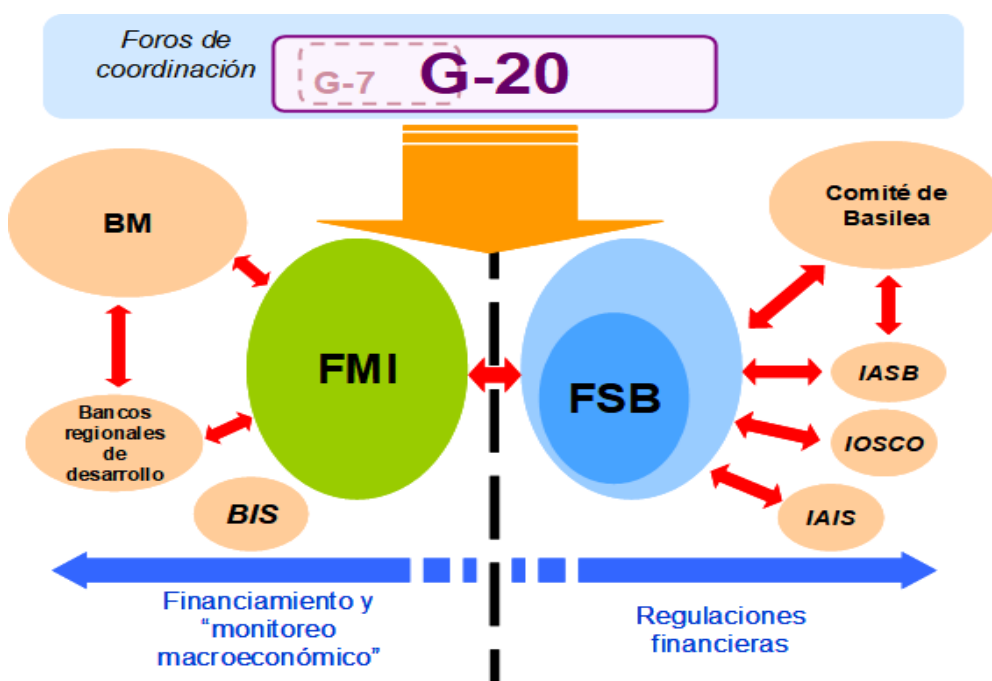 Foros de
coordinación
G-7
G-20
BM
Comité de
Basilea
FMI
FSB
IASB
Bancos
regionales
de
desarrollo
IOSCO
BIS
IAIS
Financiamiento y
“monitoreo
macroeconómico”
Regulaciones
financieras